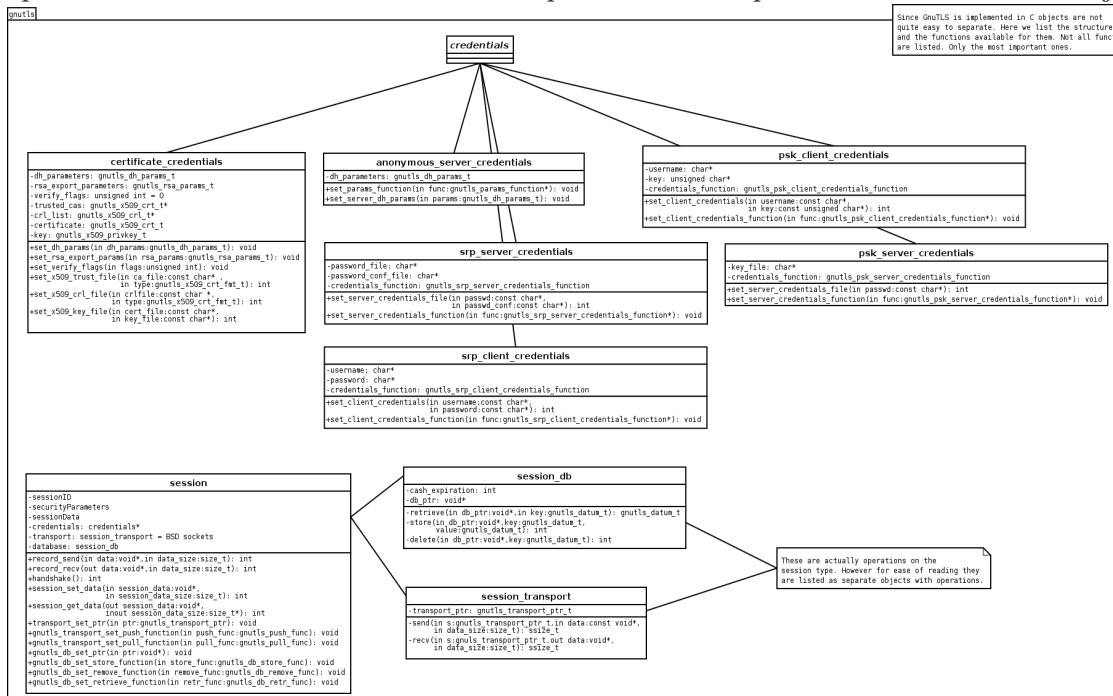 gnutls
Since GnuTLS is implemented in C objects are not
quite easy to separate. Here we list the structure
and the functions available for them. Not all func
are listed. Only the most important ones.
credentials
certificate_credentials
-dh_parameters: gnutls_dh_params_t
-rsa_export_parameters: gnutls_rsa_params_t
-verify_flags: unsigned int = 0
-trusted_cas: gnutls_x509_crt_t*
-crl_list: gnutls_x509_crl_t*
-certificate: gnutls_x509_crt_t
-key: gnutls_x509_privkey_t
+set_dh_params(in dh_params:gnutls_dh_params_t): void
+set_rsa_export_params(in rsa_params:gnutls_rsa_params_t): void
+set_verify_flags(in flags:unsigned int): void
+set_x509_trust_file(in ca_file:const char* ,
in type:gnutls_x509_crt_fmt_t): int
+set_x509_crl_file(in crlfile:const char *,
in type:gnutls_x509_crt_fmt_t): int
+set_x509_key_file(in cert_file:const char*,
in key_file:const char*): int
anonymous_server_credentials
-dh_parameters: gnutls_dh_params_t
+set_params_function(in func:gnutls_params_function*): void
+set_server_dh_params(in params:gnutls_dh_params_t): void
psk_client_credentials
-username: char*
-key: unsigned char*
-credentials_function: gnutls_psk_client_credentials_function
+set_client_credentials(in username:const char*,
in key:const unsigned char*): int
+set_client_credentials_function(in func:gnutls_psk_client_credentials_function*): void
srp_server_credentials
-password_file: char*
-password_conf_file: char*
-credentials_function: gnutls_srp_server_credentials_function
+set_server_credentials_file(in passwd:const char*,
in passwd_conf:const char*): int
+set_server_credentials_function(in func:gnutls_srp_server_credentials_function*): void
psk_server_credentials
-key_file: char*
-credentials_function: gnutls_psk_server_credentials_function
+set_server_credentials_file(in passwd:const char*): int
+set_server_credentials_function(in func:gnutls_psk_server_credentials_function*): void
srp_client_credentials
-username: char*
-password: char*
-credentials_function: gnutls_srp_client_credentials_function
+set_client_credentials(in username:const char*,
in password:const char*): int
+set_client_credentials_function(in func:gnutls_srp_client_credentials_function*): void
session
-sessionID
-securityParameters
-sessionData
-credentials: credentials*
-transport: session_transport = BSD sockets
-database: session_db
+record_send(in data:void*,in data_size:size_t): int
+record_recv(out data:void*,in data_size:size_t): int
+handshake(): int
+session_set_data(in session_data:void*,
in session_data_size:size_t): int
+session_get_data(out session_data:void*,
inout session_data_size:size_t*): int
+transport_set_ptr(in ptr:gnutls_transport_ptr): void
+gnutls_transport_set_push_function(in push_func:gnutls_push_func): void
+gnutls_transport_set_pull_function(in pull_func:gnutls_pull_func): void
+gnutls_db_set_ptr(in ptr:void*): void
+gnutls_db_set_store_function(in store_func:gnutls_db_store_func): void
+gnutls_db_set_remove_function(in remove_func:gnutls_db_remove_func): void
+gnutls_db_set_retrieve_function(in retr_func:gnutls_db_retr_func): void
session_db
-cash_expiration: int
-db_ptr: void*
-retrieve(in db_ptr:void*,in key:gnutls_datum_t): gnutls_datum_t
-store(in db_ptr:void*,key:gnutls_datum_t,
value:gnutls_datum_t): int
-delete(in db_ptr:void*,key:gnutls_datum_t): int
session_transport
-transport_ptr: gnutls_transport_ptr_t
-send(in s:gnutls_transport_ptr_t,in data:const void*,
in data_size:size_t): ssize_t
-recv(in s:gnuls_transport_ptr_t,out data:void*,
in data_size:size_t): ssize_t
These are actually operations on the
session type. However for ease of reading they
are listed as separate objects with operations.